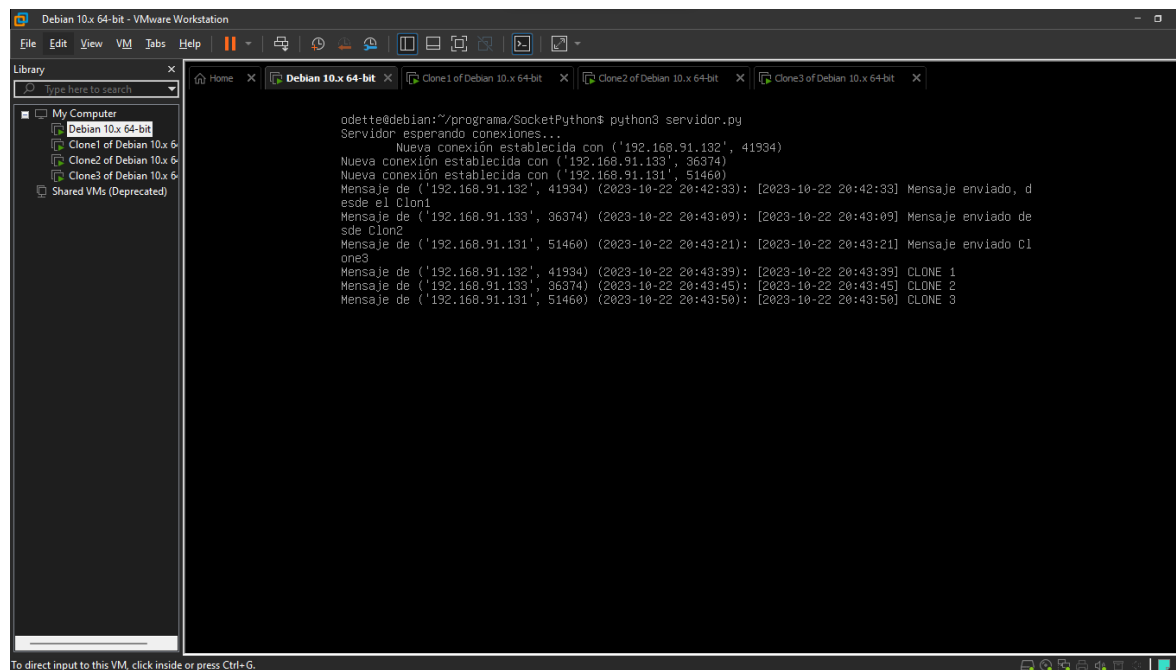 Debian 10.x 64-bit - VMware Workstation
File Edit View VM Tabs Help
Library
Type here to search
My Computer
Debian 10.x 64-bit
Clone1 of Debian 10.x 6
Clone2 of Debian 10.x 6
Clone3 of Debian 10.x 6
Shared VMs (Deprecated)
Home Debian 10.x 64-bit Clone1 of Debian 10.x 64-bit Clone2 of Debian 10.x 64-bit Clone3 of Debian 10.x 64-bit
odette@debian:~/programa/SocketPython$ python3 servidor.py
Servidor esperando conexiones...
Nueva conexión establecida con ('192.168.91.132', 41934)
Nueva conexión establecida con ('192.168.91.133', 36374)
Nueva conexión establecida con ('192.168.91.131', 51460)
Mensaje de ('192.168.91.132', 41934) (2023-10-22 20:42:33): [2023-10-22 20:42:33] Mensaje enviado, d
esde el Clon1
Mensaje de ('192.168.91.133', 36374) (2023-10-22 20:43:09): [2023-10-22 20:43:09] Mensaje enviado de
sde Clon2
Mensaje de ('192.168.91.131', 51460) (2023-10-22 20:43:21): [2023-10-22 20:43:21] Mensaje enviado Cl
one3
Mensaje de ('192.168.91.132', 41934) (2023-10-22 20:43:39): [2023-10-22 20:43:39] CLONE 1
Mensaje de ('192.168.91.133', 36374) (2023-10-22 20:43:45): [2023-10-22 20:43:45] CLONE 2
Mensaje de ('192.168.91.131', 51460) (2023-10-22 20:43:50): [2023-10-22 20:43:50] CLONE 3
To direct input to this VM, click inside or press Ctrl+G.